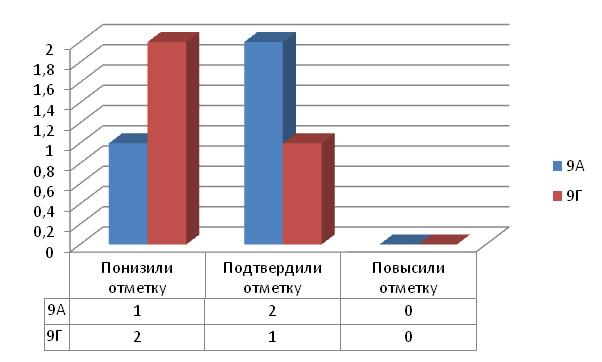 2
1,8
1,6
1,4
1,2
1
0,8
0,6
0,4
0,2
0
9А
9Г
Понизили отметку
Подтвердили отметку
Повысили отметку
9А 1 2 0
9Г 2 1 0